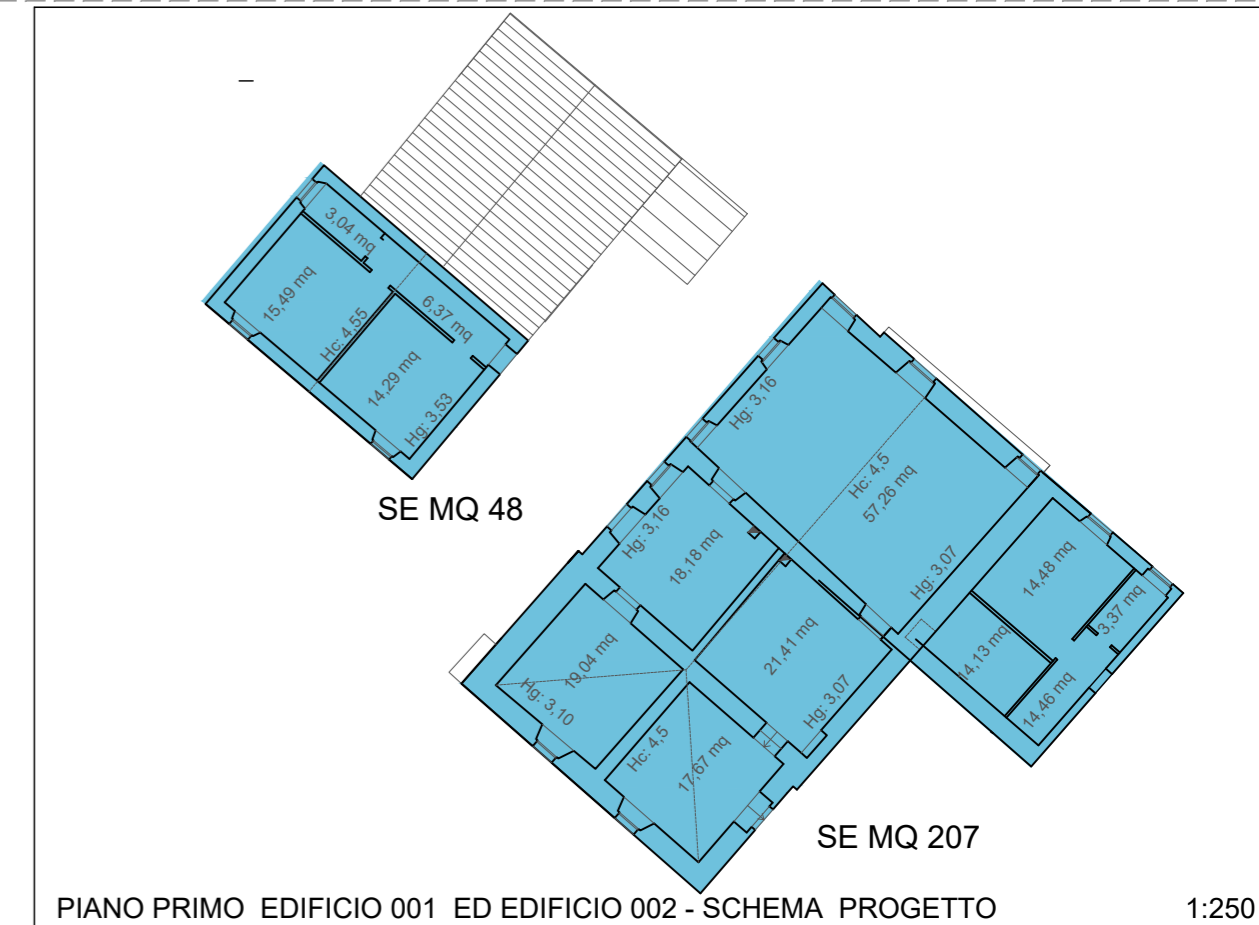 3,04 mq
15,49 mq
Hc: 4,55
6,37 mq
14,29 mq
Hg: 3,53
SE MQ 48
Hg: 3,16
Hc: 4,5
57,26 mq
Hg: 3,16
18,18 mq
Hg: 3,07
14,48 mq
3,37 mq
14,13 mq
14,46 mq
19,04 mq
Hg: 3,10
21,41 mq
Hg: 3,07
Hc: 4,5
17,67 mq
SE MQ 207
PIANO PRIMO EDIFICIO 001 ED EDIFICIO 002 - SCHEMA PROGETTO 1:250